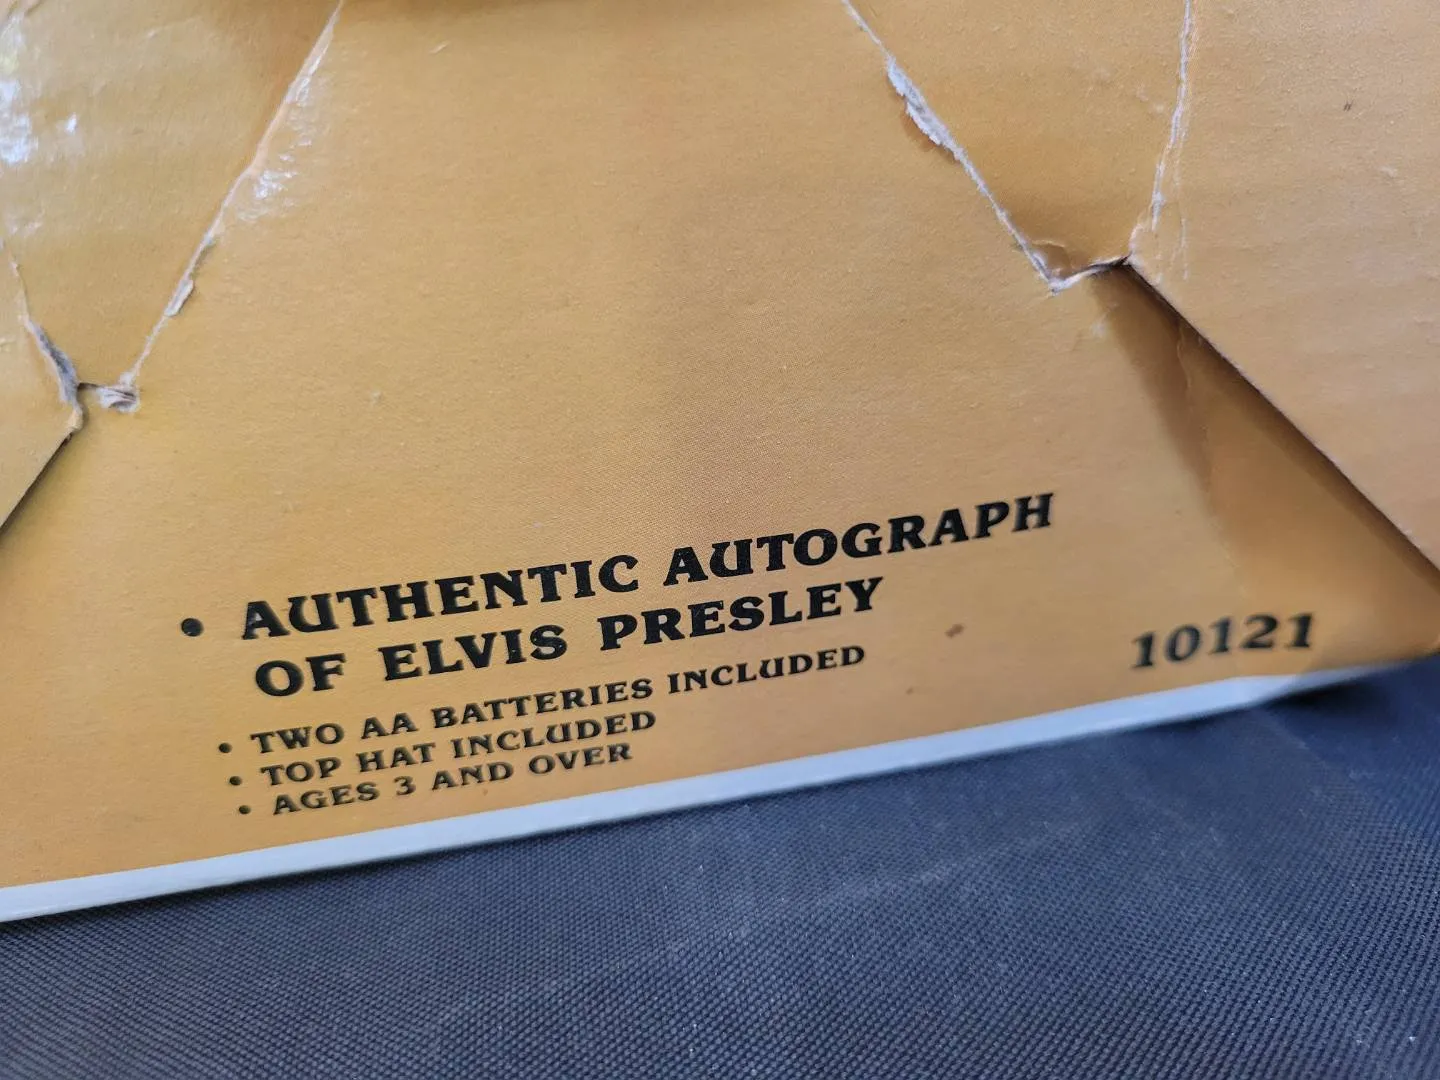 • AUTHENTIC AUTOGRAPH
OF ELVIS PRESLEY
• TWO AA BATTERIES INCLUDED
• TOP HAT INCLUDED
• AGES 3 AND OVER
10121